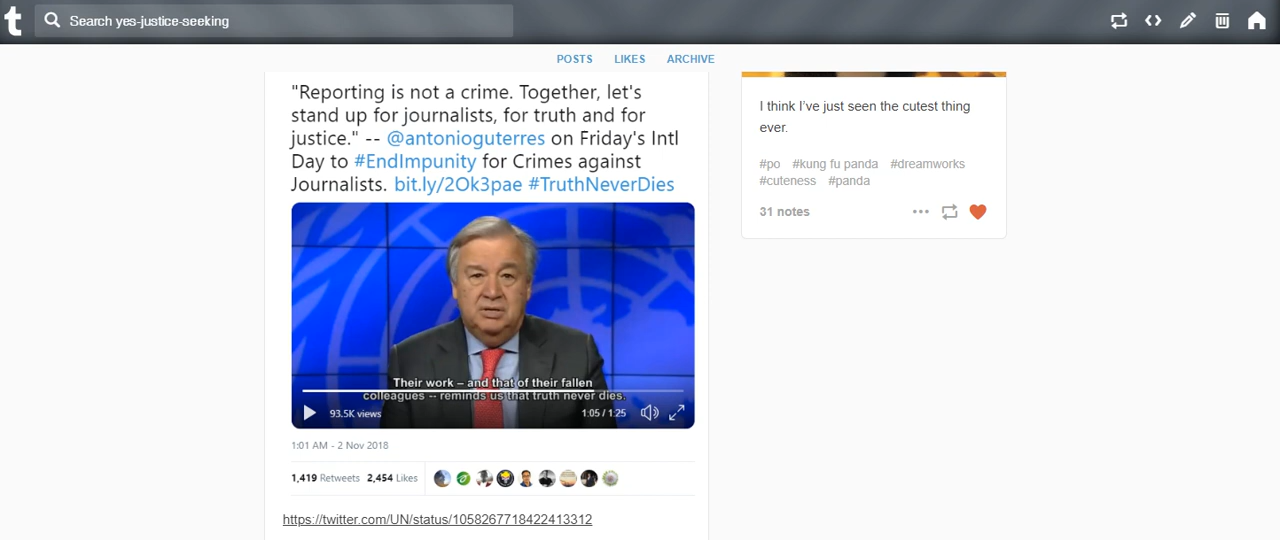 t
Search yes-justice-seeking
POSTS LIKES ARCHIVE
"Reporting is not a crime. Together, let's
stand up for journalists, for truth and for
justice." -- @antonioguterres on Friday's Intl
Day to #EndImpunity for Crimes against
Journalists. bit.ly/2Ok3pae #TruthNeverDies
Their work – and that of their fallen
colleagues -- reminds us that truth never dies.
93.5K views 1:05 / 1:25
1:01 AM - 2 Nov 2018
1,419 Retweets 2,454 Likes
https://twitter.com/UN/status/1058267718422413312
I think I've just seen the cutest thing
ever.
#po #kung fu panda #dreamworks
#cuteness #panda
31 notes